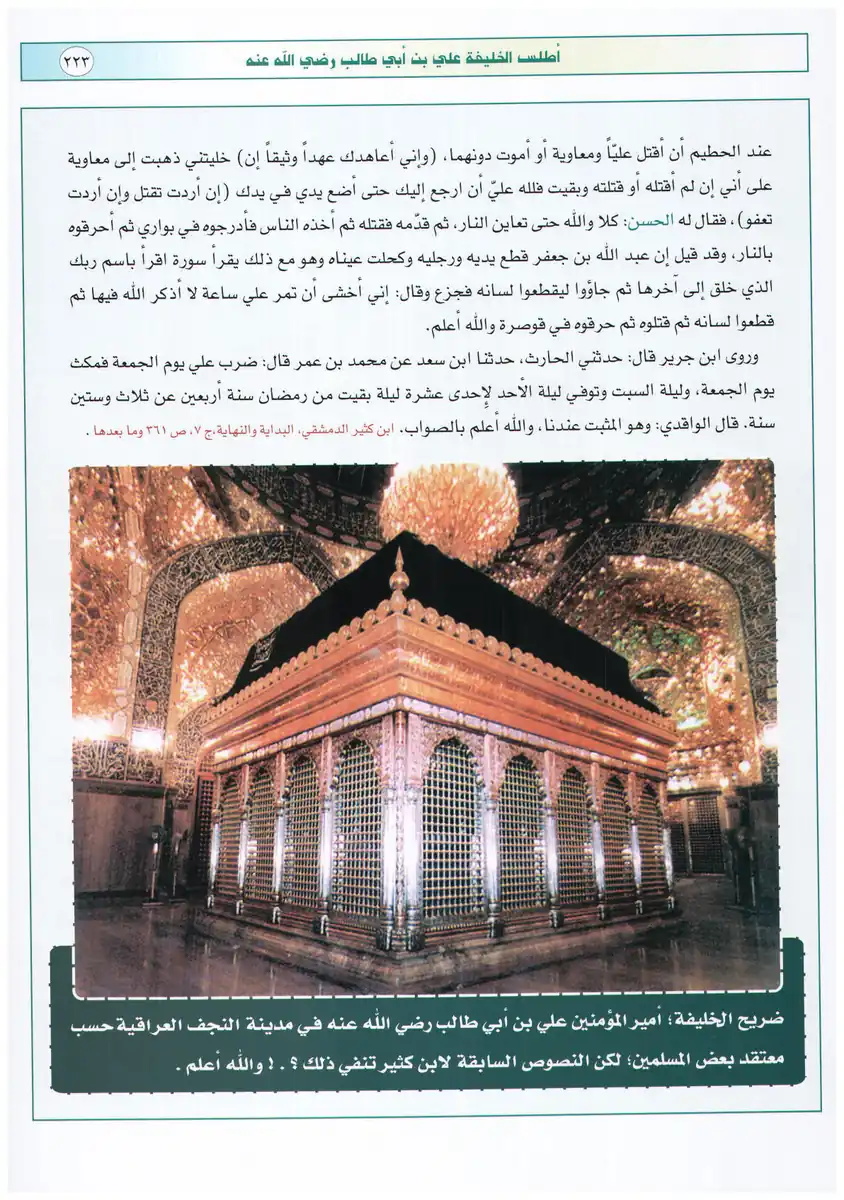 أطلس الخليفة علي بن أبي طالب رضي الله عنه
٢٢٣
عند الحطيم أن أقتل عليّاً ومعاوية أو أموت دونهما، (وإني أعاهدك عهداً وثيقاً إن) خليتني ذهبت إلى معاوية
على أني إن لم أقتله أو قتلته وبقيت فلله عليّ أن ارجع إليك حتى أضع يدي في يدك (إن أردت تقتل وإن أردت
تعفو)، فقال له الحسن: كلا والله حتى تعاين النار، ثم قدّمه فقتله ثم أخذه الناس فأدرجوه في بواري ثم أحرقوه
بالنار، وقد قيل إن عبد الله بن جعفر قطع يديه ورجليه وكحلت عيناه وهو مع ذلك يقرأ سورة اقرأ باسم ربك
الذي خلق إلى آخرها ثم جاؤوا ليقطعوا لسانه فجزع وقال: إني أخشى أن تمر علي ساعة لا أذكر الله فيها ثم
قطعوا لسانه ثم قتلوه ثم حرقوه في قوصرة والله أعلم.
وروى ابن جرير قال: حدثني الحارث، حدثنا ابن سعد عن محمد بن عمر قال: ضرب علي يوم الجمعة فمكث
يوم الجمعة، وليلة السبت وتوفي ليلة الأحد لإحدى عشرة ليلة بقيت من رمضان سنة أربعين عن ثلاث وستين
سنة. قال الواقدي: وهو المثبت عندنا، والله أعلم بالصواب. ابن كثير الدمشقي، البداية والنهاية،ج ٧، ص ٣٦١ وما بعدها .
ضريح الخليفة؛ أمير المؤمنين علي بن أبي طالب رضي الله عنه في مدينة النجف العراقية حسب
معتقد بعض المسلمين؛ لكن النصوص السابقة لابن كثير تنفي ذلك ؟ . ! والله أعلم .